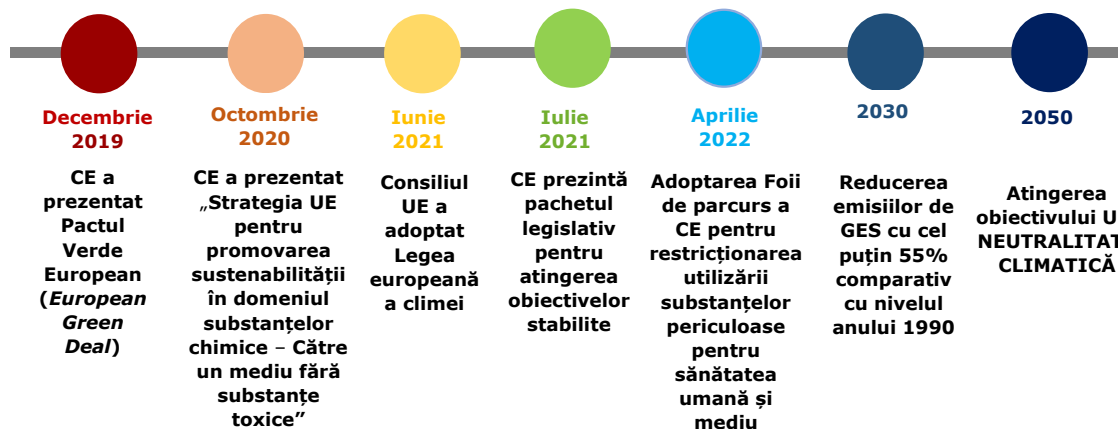 Decembrie
2019
CE a
prezentat
Pactul
Verde
European
(European
Green
Deal)
Octombrie
2020
CE a prezentat
„Strategia UE
pentru
promovarea
sustenabilității
în domeniul
substanțelor
chimice – Către
un mediu fără
substanțe
toxice”
Iunie
2021
Consiliul
UE a
adoptat
Legea
europeană
a climei
Iulie
2021
CE prezintă
pachetul
legislativ
pentru
atingerea
obiectivelor
stabilite
Aprilie
2022
Adoptarea Foii
de parcurs a
CE pentru
restricționarea
utilizării
substanțelor
periculoase
pentru
sănătatea
umană și
mediu
2030
Reducerea
emisiilor de
GES cu cel
puțin 55%
comparativ
cu nivelul
anului 1990
2050
Atingerea
obiectivului U
NEUTRALITAT
CLIMATICĂ